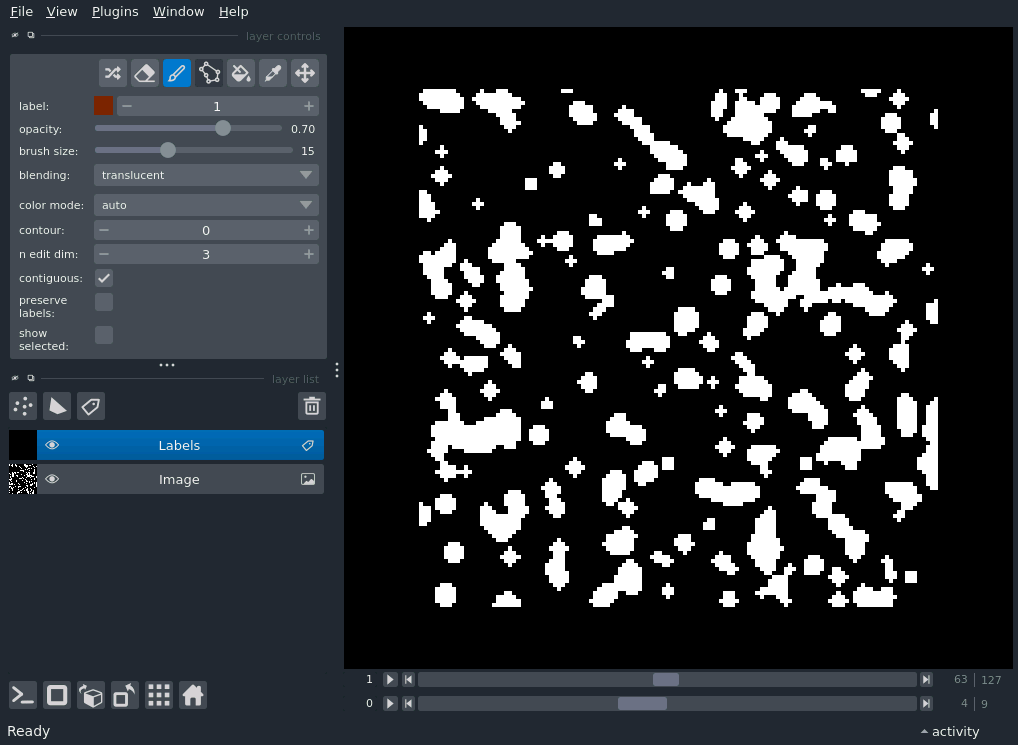 File View Plugins Window Help
layer controls
label: 1
opacity: 0.70
brush size: 15
blending: translucent
color mode: auto
contour: 0
n edit dim: 3
contiguous:
preserve
labels:
show
selected:
layer list
Labels
Image
1 63 127
0 4 9
Ready activity